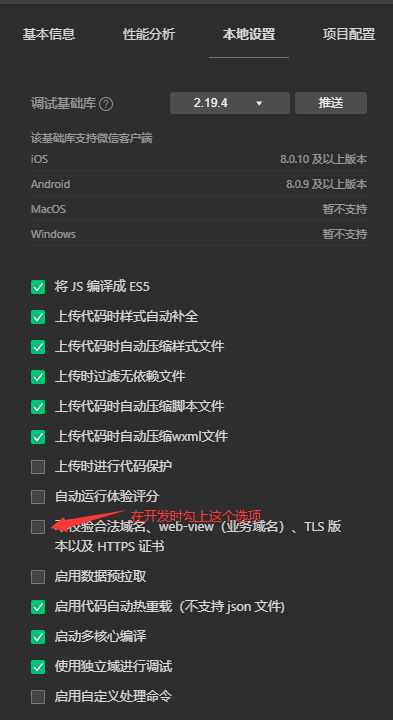 基本信息 性能分析 本地设置 项目配置
调试基础库 ? 2.19.4 推送
该基础库支持微信客户端
iOS 8.0.10 及以上版本
Android 8.0.9 及以上版本
MacOS 暂不支持
Windows 暂不支持
将 JS 编译成 ES5
上传代码时样式自动补全
上传代码时自动压缩样式文件
上传时过滤无依赖文件
上传代码时自动压缩脚本文件
上传代码时自动压缩wxml文件
上传时进行代码保护
自动运行体验评分
在开发时勾上这个选项
校验合法域名、web-view（业务域名）、TLS 版
本以及 HTTPS 证书
启用数据预拉取
启用代码自动热重载（不支持 json 文件)
启动多核心编译
使用独立域进行调试
启用自定义处理命令